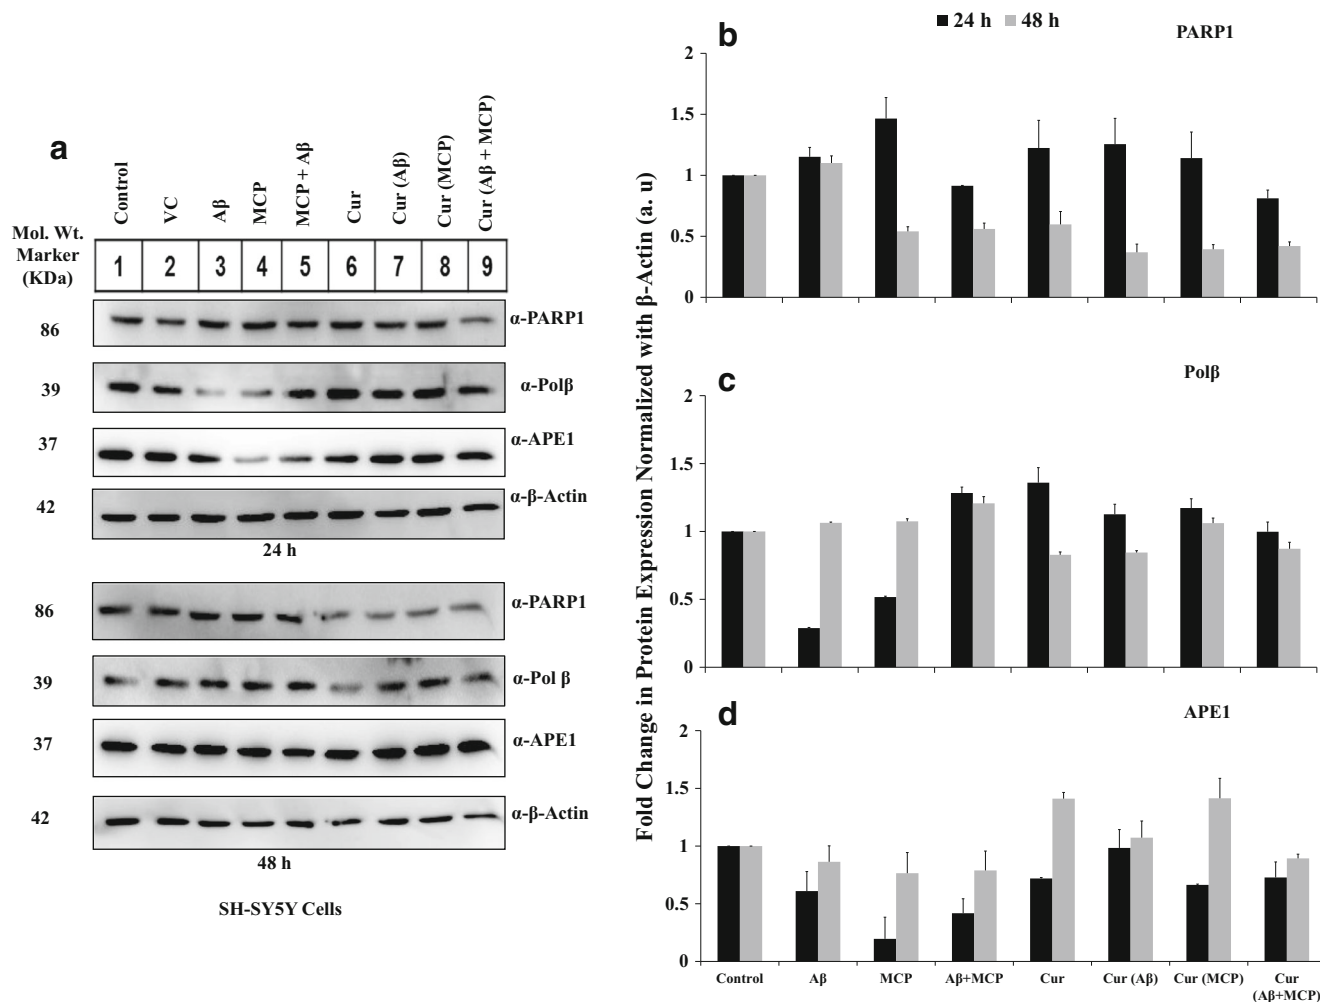 a
Mol. Wt.
Marker
(KDa)
Control
VC
Aβ
MCP
MCP + Aβ
Cur
Cur (Aβ)
Cur (MCP)
Cur (Aβ + MCP)
1 2 3 4 5 6 7 8 9
86 α-PARP1
39 α-Polβ
37 α-APE1
42 α-β-Actin
24 h
86 α-PARP1
39 α-Pol β
37 α-APE1
42 α-β-Actin
48 h
SH-SY5Y Cells
Fold Change in Protein Expression Normalized with β-Actin (a. u)
24 h 48 h
b
PARP1
2
1.5
1
0.5
0
c
Polβ
2
1.5
1
0.5
0
d
APE1
2
1.5
1
0.5
0
Control Aβ MCP Aβ+MCP Cur Cur (Aβ) Cur (MCP) Cur
(Aβ+MCP)